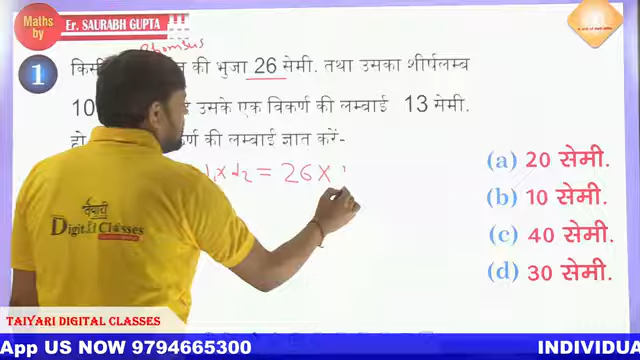 Maths by
Er. SAURABH GUPTA
Rhombus
1
की भुजा 26 सेमी. तथा उसका शीर्षलम्ब
10 उसके एक विकर्ण की लम्बाई 13 सेमी.
की लम्बाई ज्ञात करें-
= 26 x
(a) 20 सेमी.
(b) 10 सेमी.
(c) 40 सेमी.
(d) 30 सेमी.
तैयारी
Digital Classes
TAIYARI DIGITAL CLASSES
App US NOW 9794665300
INDIVIDUA